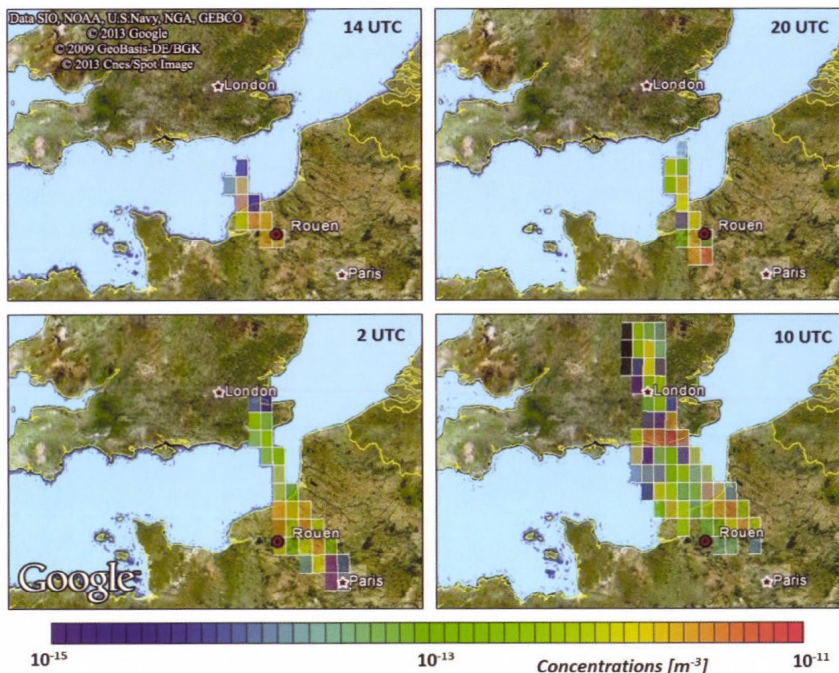 Data SIO, NOAA, U.S.Navy, NGA, GEBCO
© 2013 Google
© 2009 GeoBasis-DE/BGK
© 2013 Cnes/Spot Image
14 UTC
London
Rouen
Paris
20 UTC
London
Rouen
Paris
2 UTC
London
Rouen
Paris
Google
10 UTC
London
Rouen
Paris
10⁻¹⁵ 10⁻¹³ 10⁻¹¹
Concentrations [m⁻³]